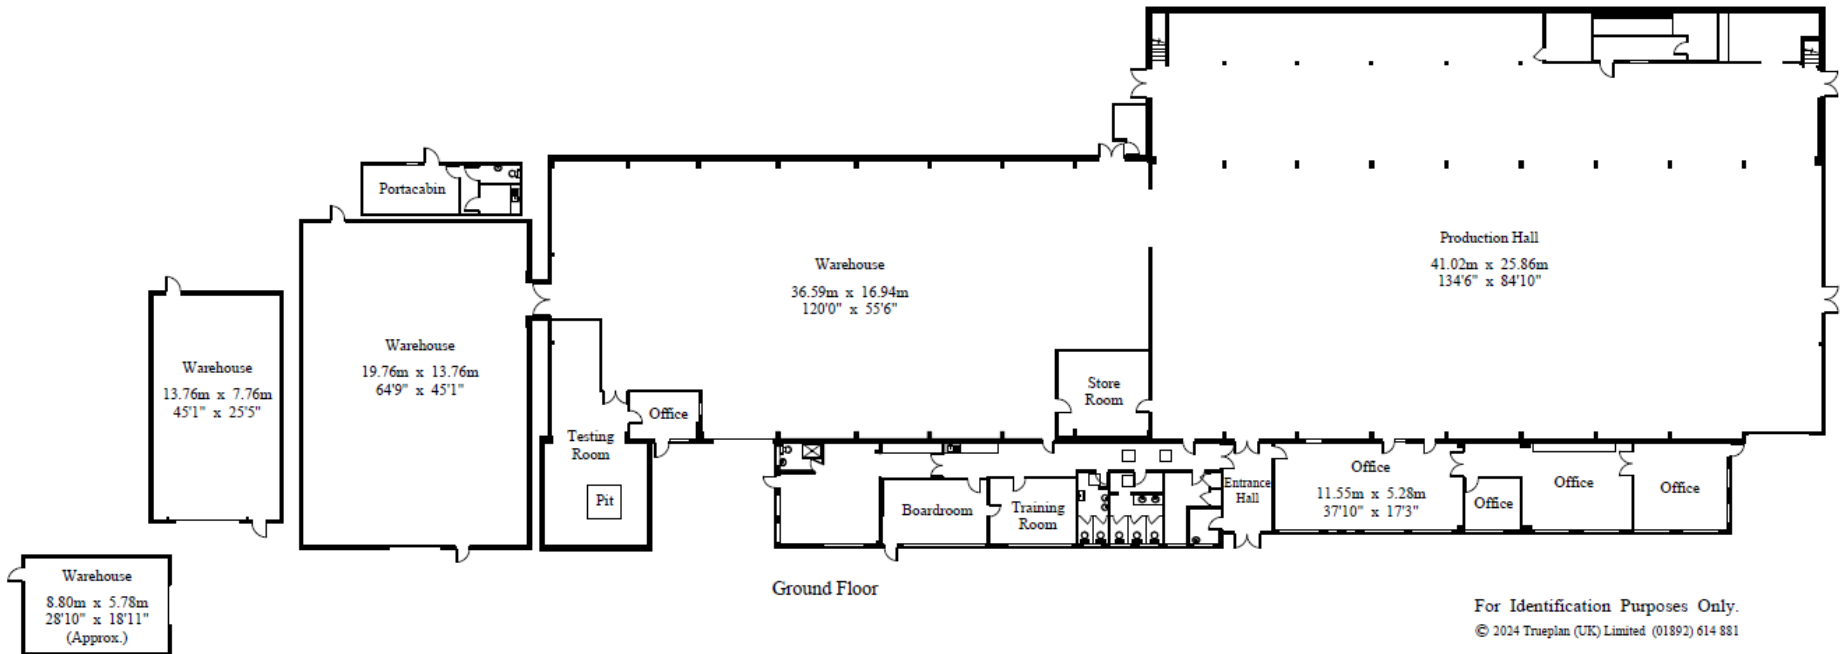 Portacabin
Warehouse
13.76m x 7.76m
45'1" x 25'5"
Warehouse
19.76m x 13.76m
64'9" x 45'1"
Warehouse
8.80m x 5.78m
28'10" x 18'11"
(Approx.)
Warehouse
36.59m x 16.94m
120'0" x 55'6"
Testing
Room
Pit
Office
Store
Room
Production Hall
41.02m x 25.86m
134'6" x 84'10"
Boardroom
Training
Room
Entrance
Hall
Office
11.55m x 5.28m
37'10" x 17'3"
Office
Office
Office
Ground Floor
For Identification Purposes Only.
© 2024 Trueplan (UK) Limited (01892) 614 881